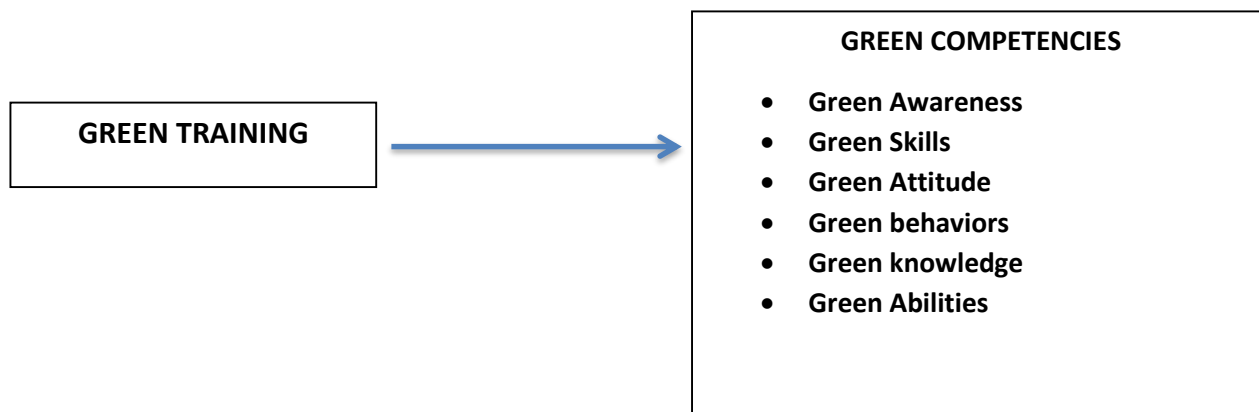 GREEN TRAINING
GREEN COMPETENCIES
• Green Awareness
• Green Skills
• Green Attitude
• Green behaviors
• Green knowledge
• Green Abilities